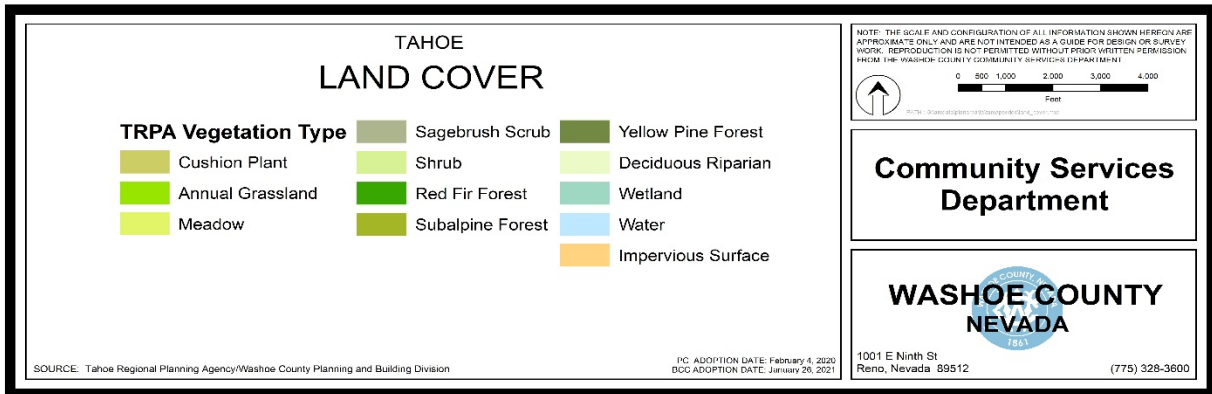 TAHOE
LAND COVER
TRPA Vegetation Type
Cushion Plant
Annual Grassland
Meadow
Sagebrush Scrub
Shrub
Red Fir Forest
Subalpine Forest
Yellow Pine Forest
Deciduous Riparian
Wetland
Water
Impervious Surface
SOURCE: Tahoe Regional Planning Agency/Washoe County Planning and Building Division
PC ADOPTION DATE: February 4, 2020
BCC ADOPTION DATE: January 26, 2021
NOTE: THE SCALE AND CONFIGURATION OF ALL INFORMATION SHOWN HEREON ARE
APPROXIMATE ONLY AND ARE NOT INTENDED AS A GUIDE FOR DESIGN OR SURVEY
WORK. REPRODUCTION IS NOT PERMITTED WITHOUT PRIOR WRITTEN PERMISSION
FROM THE WASHOE COUNTY COMMUNITY SERVICES DEPARTMENT
0 500 1,000 2,000 3,000 4,000
Feet
PATH :
Community Services
Department
WASHOE COUNTY
NEVADA
1861
1001 E Ninth St
Reno, Nevada 89512
(775) 328-3600